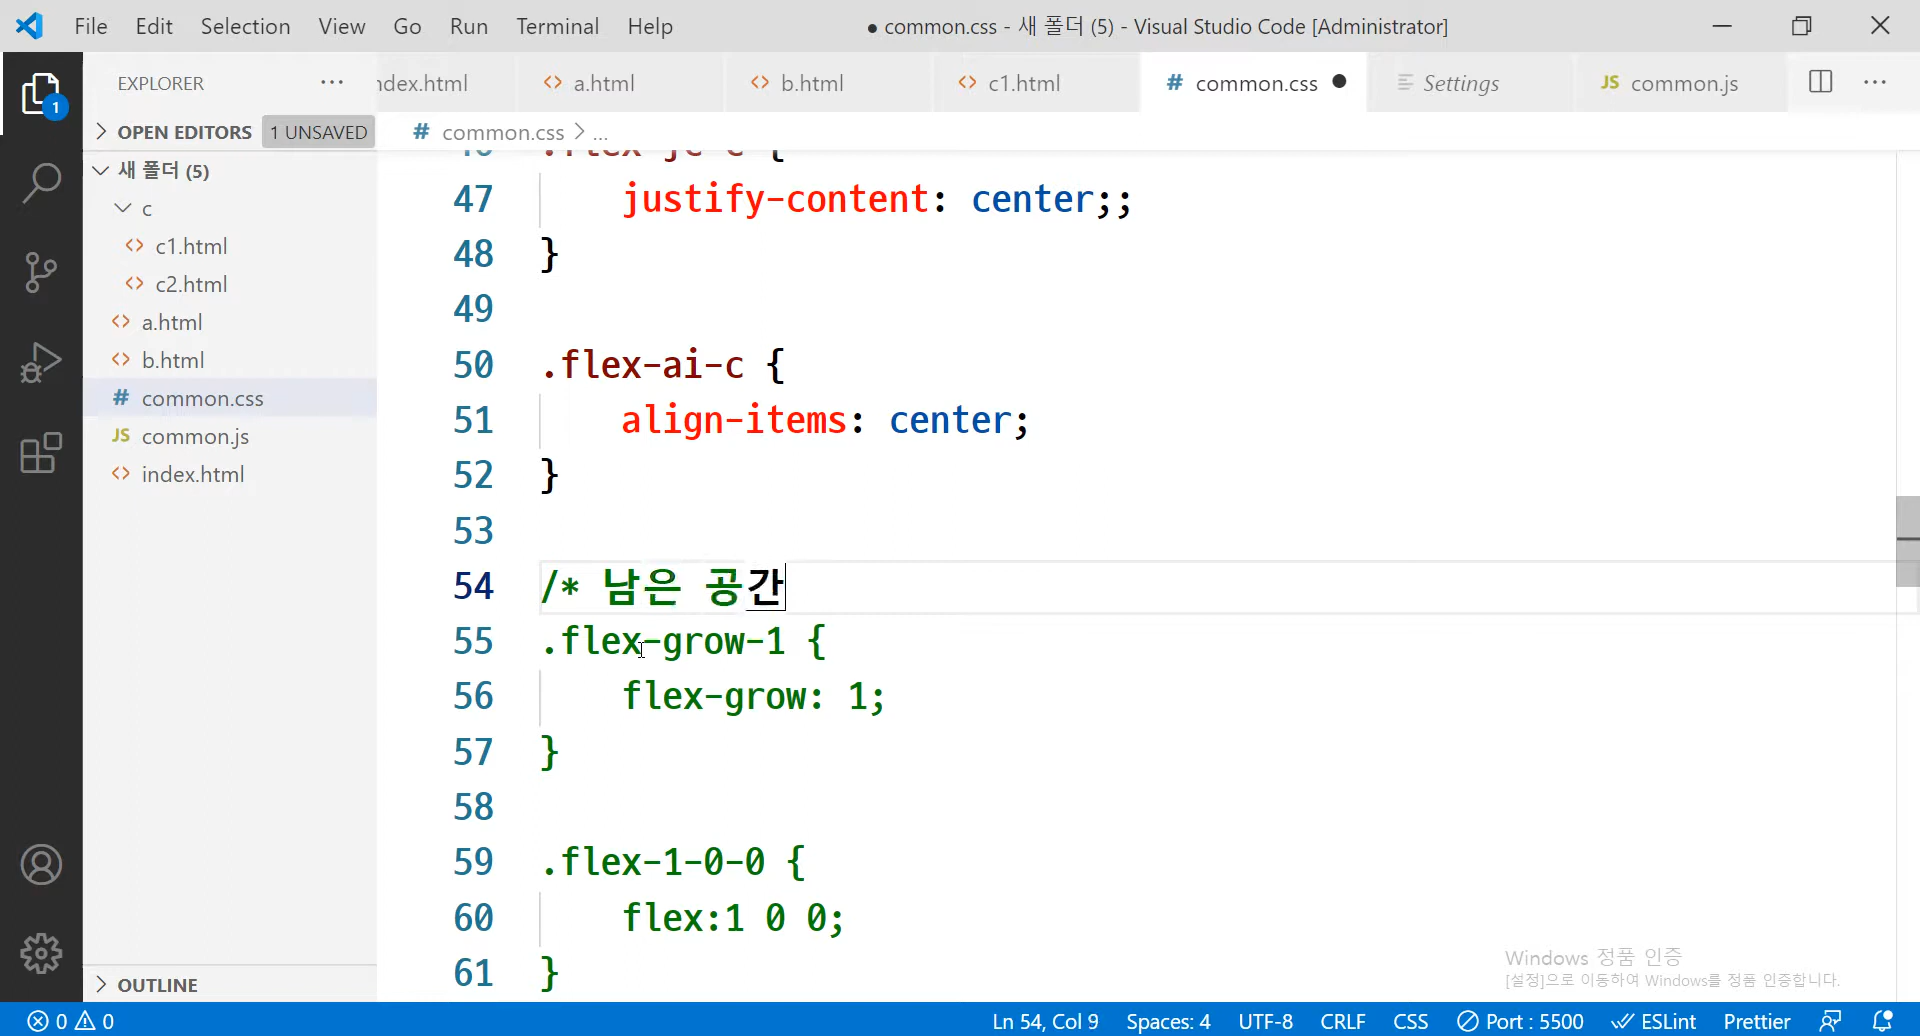 File Edit Selection View Go Run Terminal Help
● common.css - 새 폴더 (5) - Visual Studio Code [Administrator]
EXPLORER
ndex.html
a.html
b.html
c1.html
# common.css ●
Settings
JS common.js
OPEN EDITORS 1 UNSAVED
# common.css > ...
새 폴더 (5)
c
c1.html
c2.html
a.html
b.html
# common.css
JS common.js
index.html
OUTLINE
1
46 .flex-jc-c {
47 justify-content: center;;
48 }
49
50 .flex-ai-c {
51 align-items: center;
52 }
53
54 /* 남은 공간
55 .flex-grow-1 {
56 flex-grow: 1;
57 }
58
59 .flex-1-0-0 {
60 flex:1 0 0;
61 }
Windows 정품 인증
[설정]으로 이동하여 Windows를 정품 인증합니다.
0 0
Ln 54, Col 9 Spaces: 4 UTF-8 CRLF CSS Port : 5500 ESLint Prettier